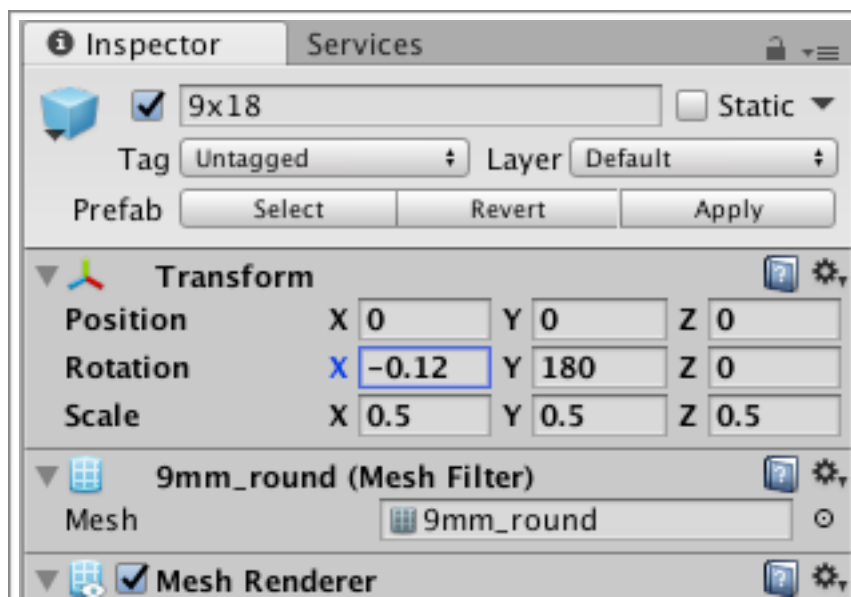 Inspector Services
9x18 Static
Tag Untagged Layer Default
Prefab Select Revert Apply
Transform
Position X 0 Y 0 Z 0
Rotation X -0.12 Y 180 Z 0
Scale X 0.5 Y 0.5 Z 0.5
9mm_round (Mesh Filter)
Mesh 9mm_round
Mesh Renderer